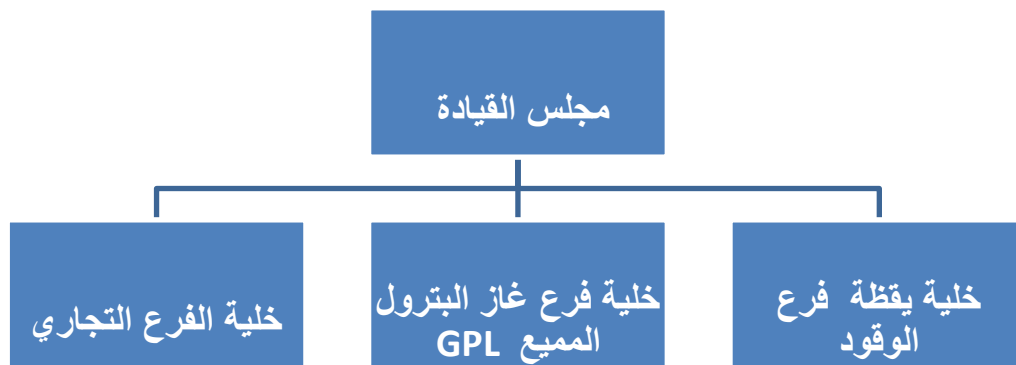 مجلس القيادة
خلية يقظة فرع
الوقود
خلية فرع غاز البترول
المميع GPL
خلية الفرع التجاري